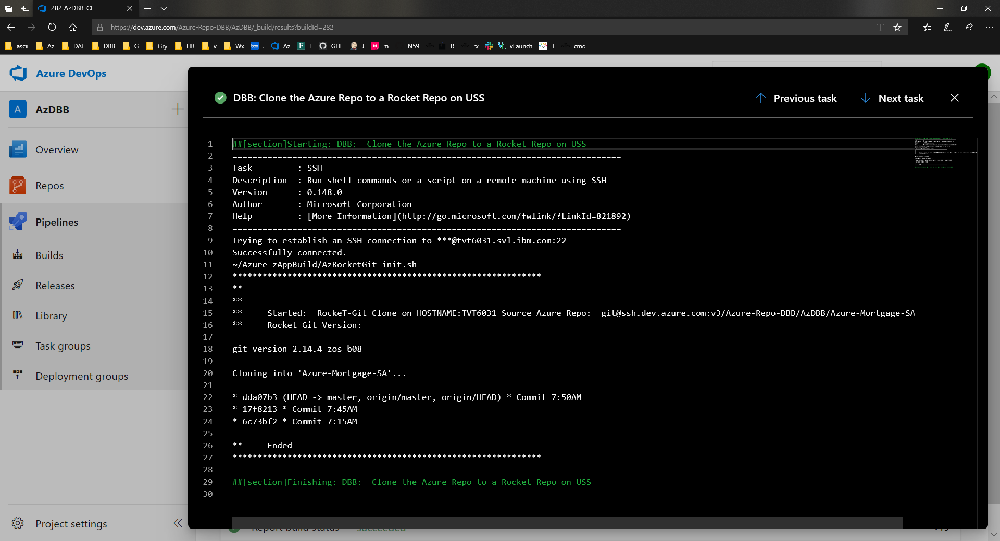 282 AzDBB-CI
https://dev.azure.com/Azure-Repo-DBB/AzDBB/_build/results?buildId=282
ascii Az DAT DBB G Gry HR v Wx box . Az F F GHE J M m N59 R rx VL vLaunch T cmd
Azure DevOps
A AzDBB
Overview
Repos
Pipelines
Builds
Releases
Library
Task groups
Deployment groups
Project settings
DBB: Clone the Azure Repo to a Rocket Repo on USS
Previous task
Next task
1 ##[section]Starting: DBB:  Clone the Azure Repo to a Rocket Repo on USS
2 ==============================================================================
3 Task         : SSH
4 Description  : Run shell commands or a script on a remote machine using SSH
5 Version      : 0.148.0
6 Author       : Microsoft Corporation
7 Help         : [More Information](http://go.microsoft.com/fwlink/?LinkId=821892)
8 ==============================================================================
9 Trying to establish an SSH connection to ***@tvt6031.svl.ibm.com:22
10 Successfully connected.
11 ~/Azure-zAppBuild/AzRocketGit-init.sh
12 **************************************************************
13 **
14 **
15 **     Started:  RockeT-Git Clone on HOSTNAME:TVT6031 Source Azure Repo:  git@ssh.dev.azure.com:v3/Azure-Repo-DBB/AzDBB/Azure-Mortgage-SA
16 **     Rocket Git Version:
17
18 git version 2.14.4_zos_b08
19
20 Cloning into 'Azure-Mortgage-SA'...
21
22 * dda07b3 (HEAD -> master, origin/master, origin/HEAD) * Commit 7:50AM
23 * 17f8213 * Commit 7:45AM
24 * 6c73bf2 * Commit 7:15AM
25
26 **     Ended
27 **************************************************************
28
29 ##[section]Finishing: DBB:  Clone the Azure Repo to a Rocket Repo on USS
30
Report build status succeeded